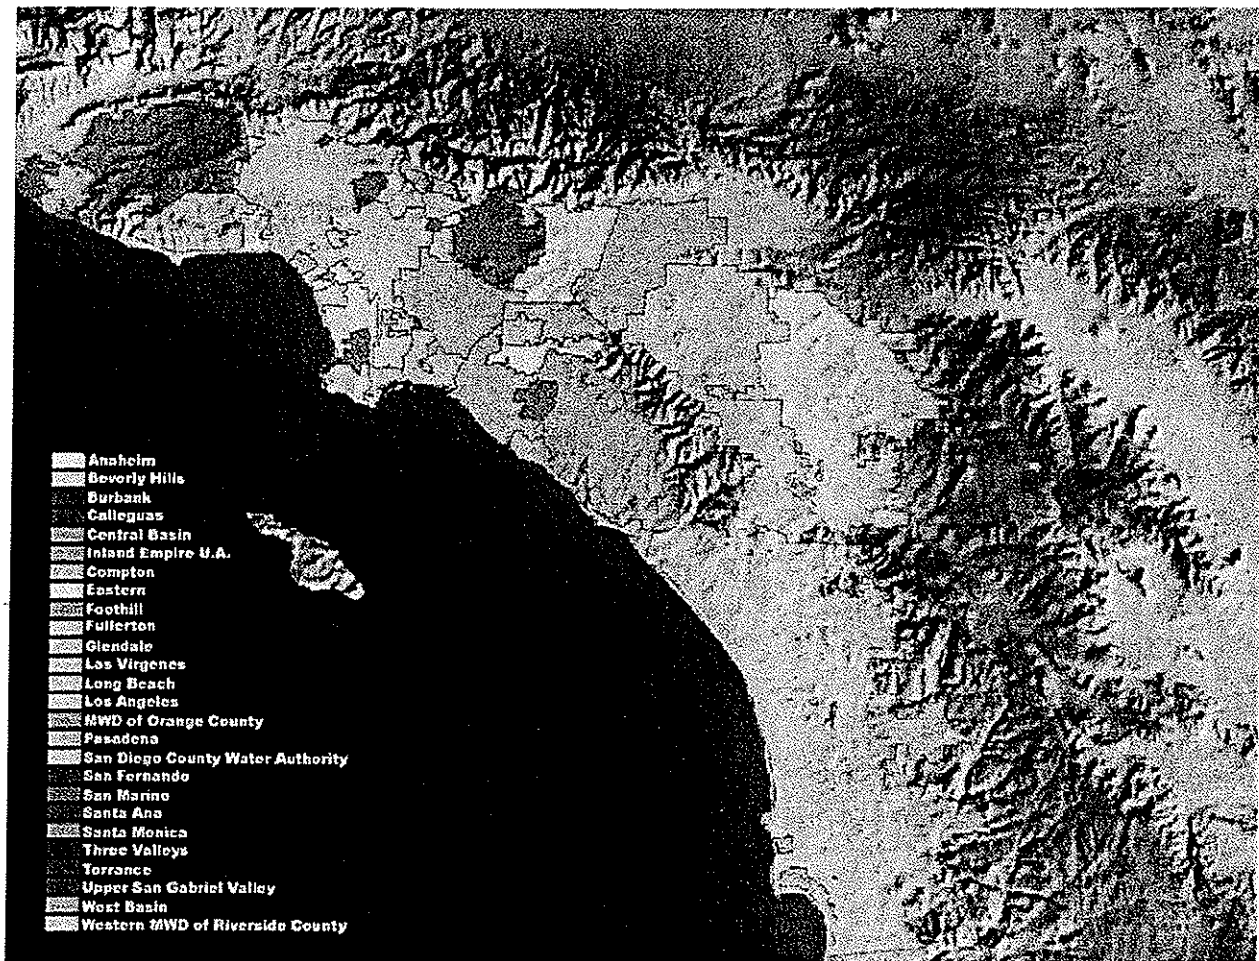 Anaheim
Beverly Hills
Burbank
Calleguas
Central Basin
Inland Empire U.A.
Compton
Eastern
Foothill
Fullerton
Glendale
Las Virgenes
Long Beach
Los Angeles
MWD of Orange County
Pasadena
San Diego County Water Authority
San Fernando
San Marino
Santa Ana
Santa Monica
Three Valleys
Torrance
Upper San Gabriel Valley
West Basin
Western MWD of Riverside County